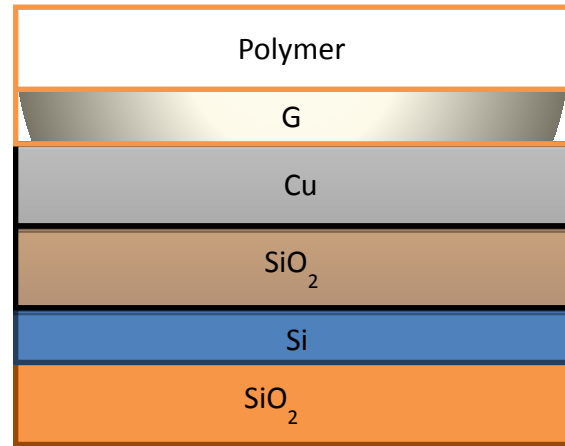 Polymer
G
Cu
SiO₂
Si
SiO₂